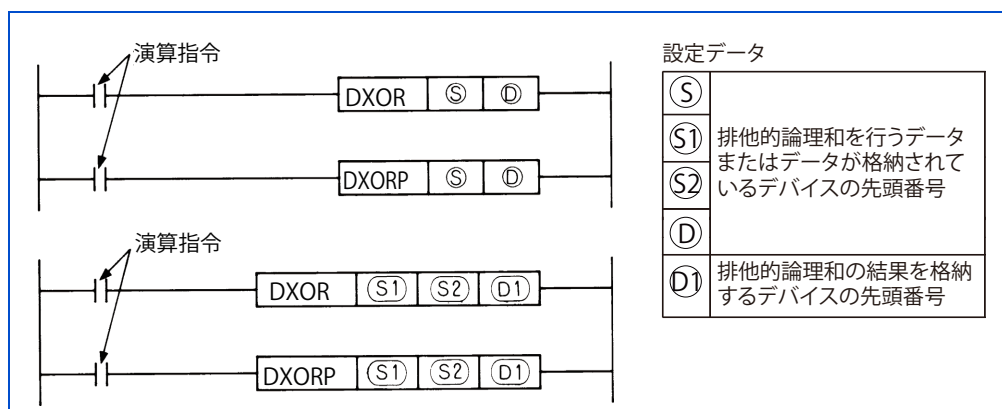 演算指令
DXOR Ⓢ Ⓓ
DXORP Ⓢ Ⓓ
演算指令
DXOR (S1) (S2) (D1)
DXORP (S1) (S2) (D1)
設定データ
Ⓢ
(S1)
(S2)
Ⓓ
排他的論理和を行うデータ
またはデータが格納されて
いるデバイスの先頭番号
(D1)
排他的論理和の結果を格納
するデバイスの先頭番号